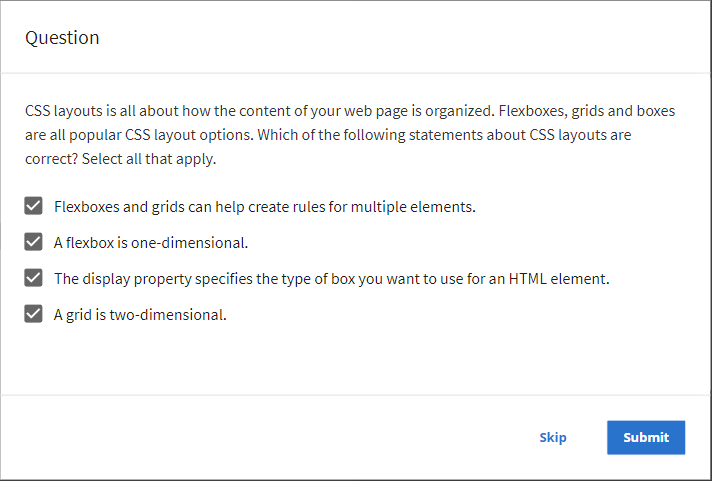 Question
CSS layouts is all about how the content of your web page is organized. Flexboxes, grids and boxes
are all popular CSS layout options. Which of the following statements about CSS layouts are
correct? Select all that apply.
Flexboxes and grids can help create rules for multiple elements.
A flexbox is one-dimensional.
The display property specifies the type of box you want to use for an HTML element.
A grid is two-dimensional.
Skip
Submit